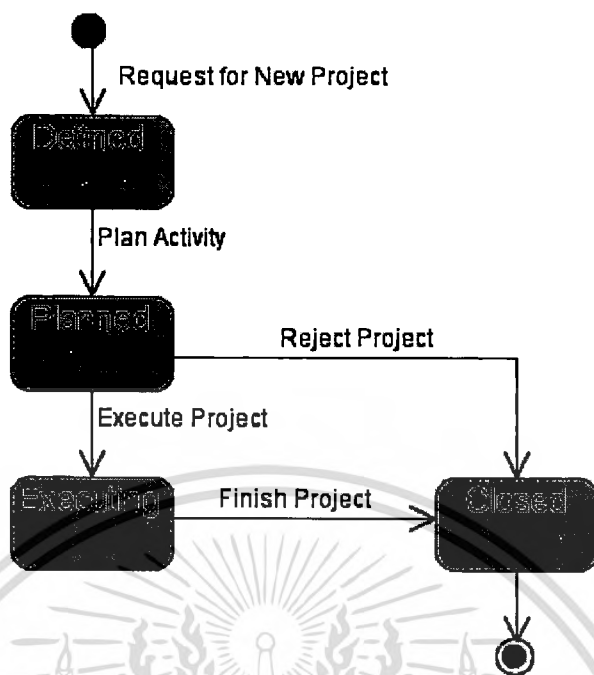 Request for New Project
Defined
Plan Activity
Planned
Reject Project
Execute Project
Executing
Finish Project
Closed